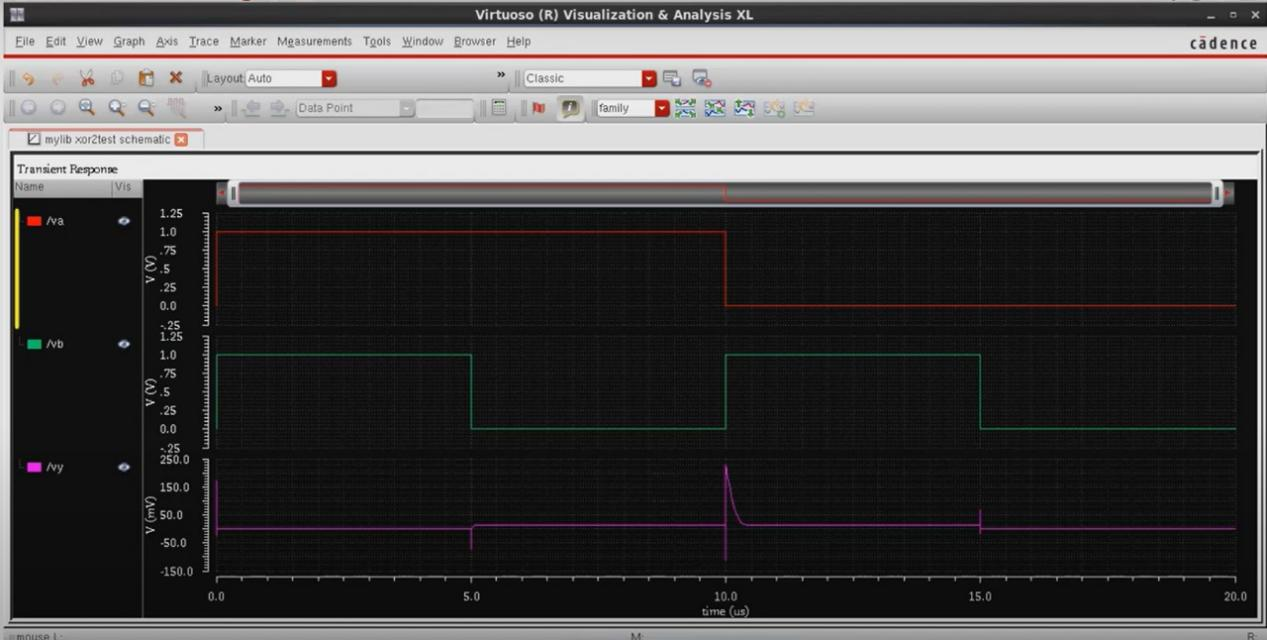 Virtuoso (R) Visualization & Analysis XL
File Edit View Graph Axis Trace Marker Measurements Tools Window Browser Help
cādence
Layout Auto
» Classic
» Data Point
family
mylib xor2test schematic
Transient Response
Name Vis
/va
V (V)
1.25
1.0
.75
.5
.25
0.0
-.25
/vb
V (V)
1.25
1.0
.75
.5
.25
0.0
-.25
/vy
V (mV)
250.0
150.0
50.0
-50.0
-150.0
0.0 5.0 10.0 15.0 20.0
time (us)
mouse L: M: R: